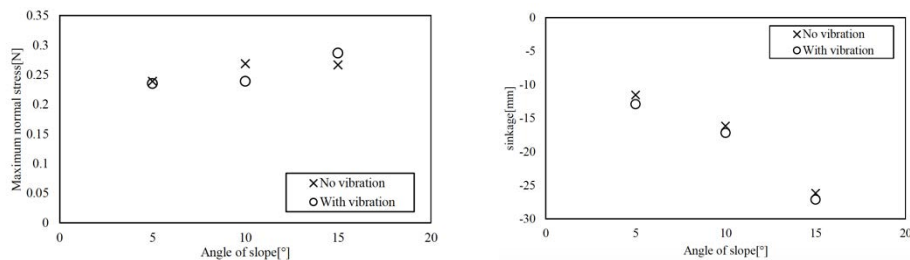 0.35
0.3
0.25
0.2
0.15
0.1
0.05
0
Maximum normal stress[N]
No vibration
With vibration
0 5 10 15 20
Angle of slope[°]
0
-5
-10
-15
-20
-25
-30
sinkage[mm]
No vibration
With vibration
0 5 10 15 20
Angle of slope[°]